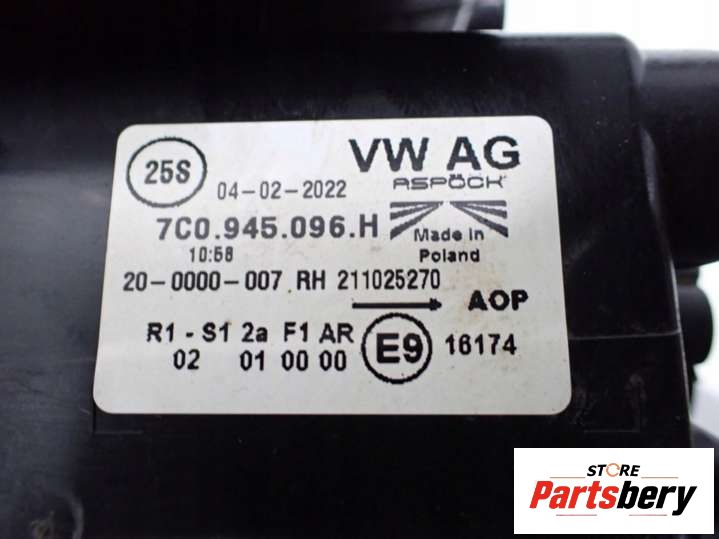 25S
VW AG
04-02-2022
ASPÖCK
7C0.945.096.H
Made in
Poland
10:58
20-0000-007 RH 211025270
AOP
R1 - S1 2a F1 AR
02 01 00 00
E9
16174
STORE
Partsbery